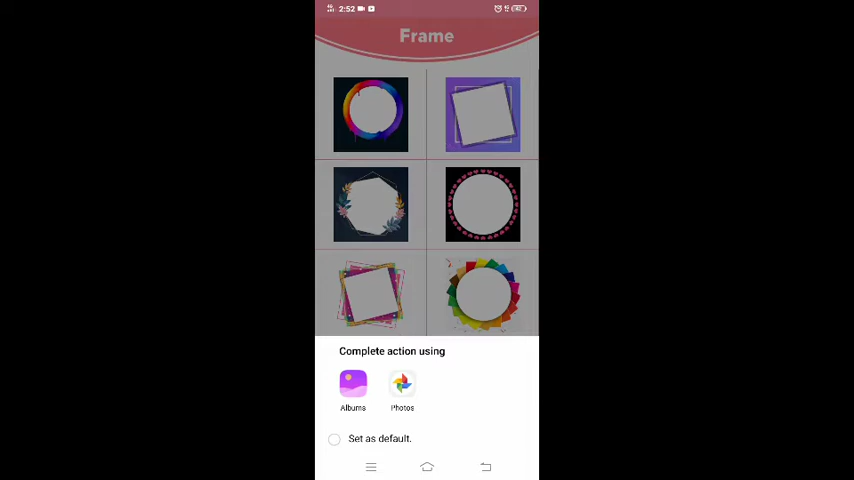 2:52
Frame
Complete action using
Albums
Photos
Set as default.